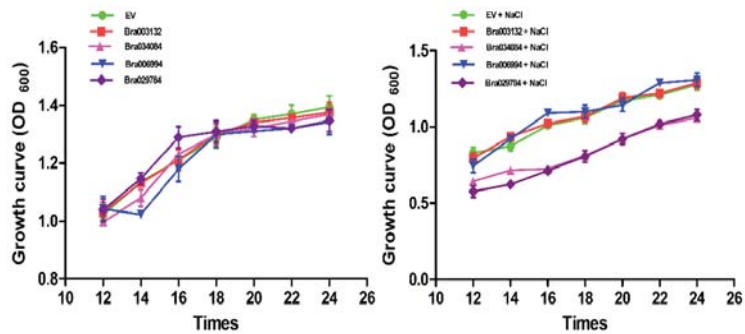 EV
Bra003132
Bra034084
Bra006994
Bra029784
Growth curve (OD 600)
1.6
1.4
1.2
1.0
0.8
10 12 14 16 18 20 22 24 26
Times
EV + NaCl
Bra003132 + NaCl
Bra034084 + NaCl
Bra006994 + NaCl
Bra029784 + NaCl
Growth curve (OD 600)
1.5
1.0
0.5
0.0
10 12 14 16 18 20 22 24 26
Times